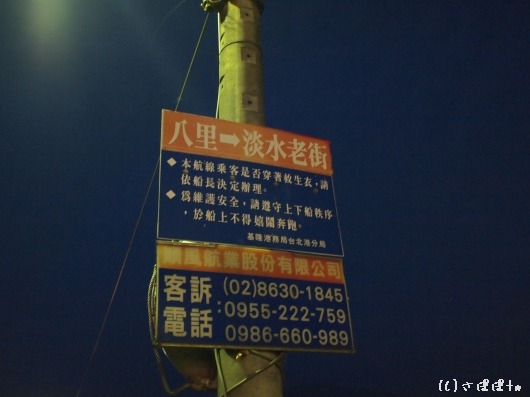 八里➡淡水老街
◆ 本航線乘客是否穿著救生衣,請
依船長決定辦理。
◆ 為維護安全,請遵守上下船秩序
,於船上不得嬉鬧奔跑。
基隆港務局台北港分局
順風航業股份有限公司
客訴 (02)8630-1845
電話:0955-222-759
0986-660-989
(C) さぽぽ